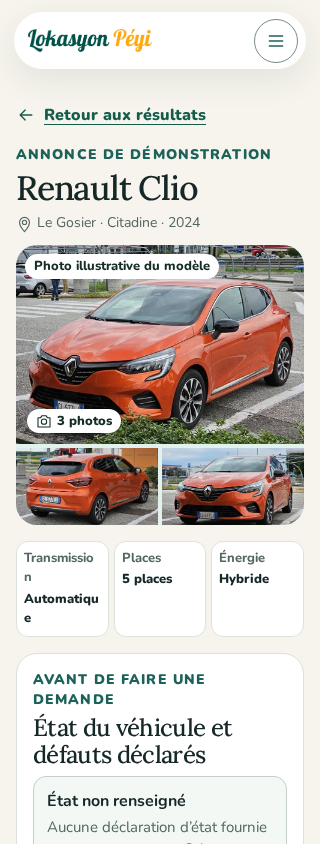 Lokasyon Péyi
Retour aux résultats
ANNONCE DE DÉMONSTRATION
Renault Clio
Le Gosier · Citadine · 2024
Photo illustrative du modèle
3 photos
Transmissio
n
Automatiqu
e
Places
5 places
Énergie
Hybride
AVANT DE FAIRE UNE
DEMANDE
État du véhicule et
défauts déclarés
État non renseigné
Aucune déclaration d'état fournie